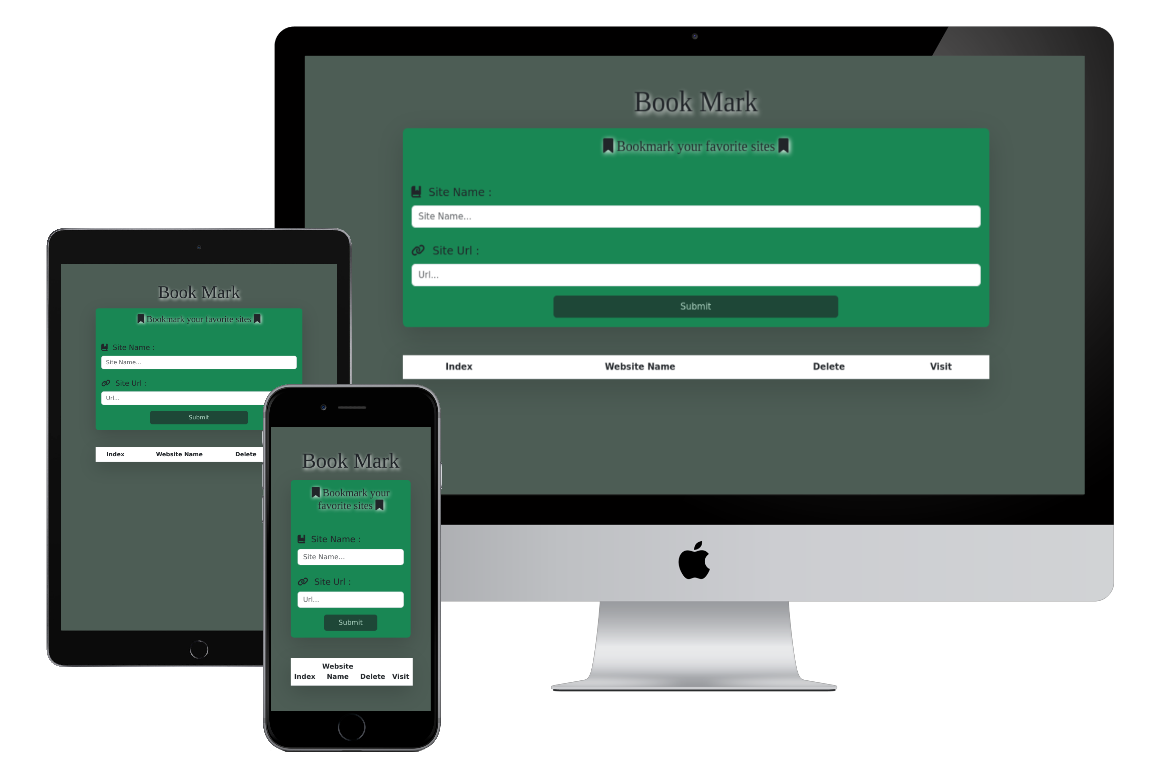 Book Mark
Bookmark your favorite sites
Site Name :
Site Name...
Site Url :
Url...
Submit
Index Website Name Delete Visit
Book Mark
Bookmark your favorite sites
Site Name :
Site Name...
Site Url :
Url...
Submit
Index Website Name Delete
Book Mark
Bookmark your
favorite sites
Site Name :
Site Name...
Site Url :
Url...
Submit
Website
Index Name Delete Visit